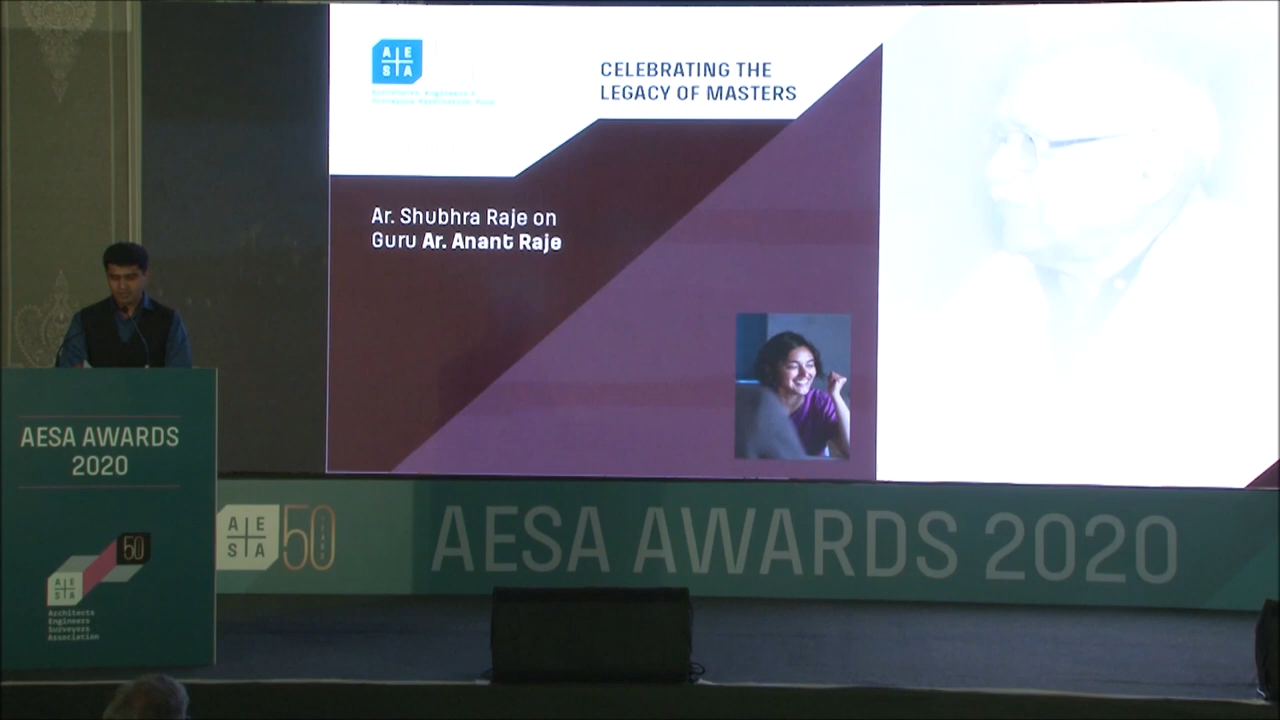 A E
S A
CELEBRATING THE
LEGACY OF MASTERS
Ar. Shubhra Raje on
Guru Ar. Anant Raje
AESA AWARDS
2020
50
A E
S A
Architects
Engineers
Surveyors
Association
A E
S A
50
AESA AWARDS 2020